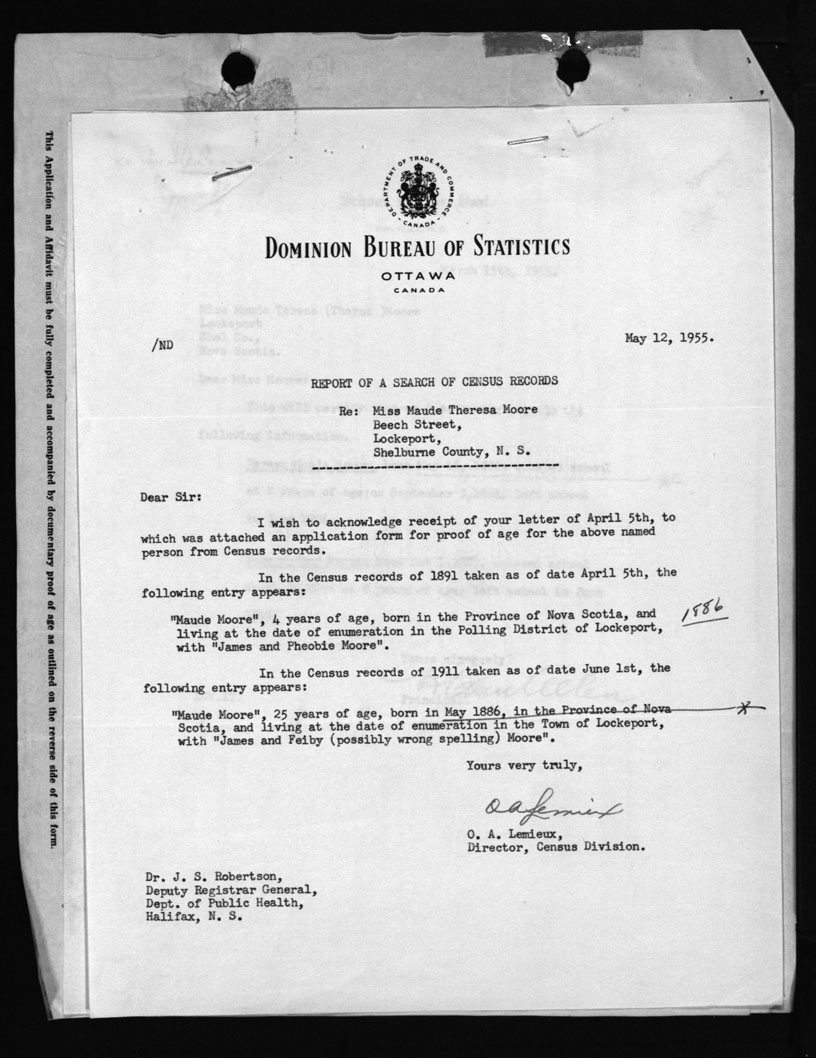 DEPARTMENT OF TRADE AND COMMERCE
CANADA
DOMINION BUREAU OF STATISTICS
OTTAWA
CANADA
/ND
May 12, 1955.
REPORT OF A SEARCH OF CENSUS RECORDS
Re: Miss Maude Theresa Moore
Beech Street,
Lockeport,
Shelburne County, N. S.
Dear Sir:
I wish to acknowledge receipt of your letter of April 5th, to
which was attached an application form for proof of age for the above named
person from Census records.
In the Census records of 1891 taken as of date April 5th, the
following entry appears:
"Maude Moore", 4 years of age, born in the Province of Nova Scotia, and
living at the date of enumeration in the Polling District of Lockeport,
with "James and Pheobie Moore".
1886
In the Census records of 1911 taken as of date June 1st, the
following entry appears:
"Maude Moore", 25 years of age, born in May 1886, in the Province of Nova
Scotia, and living at the date of enumeration in the Town of Lockeport,
with "James and Feiby (possibly wrong spelling) Moore".
Yours very truly,
O A Lemieux
O. A. Lemieux,
Director, Census Division.
Dr. J. S. Robertson,
Deputy Registrar General,
Dept. of Public Health,
Halifax, N. S.
This Application and Affidavit must be fully completed and accompanied by documentary proof of age as outlined on the reverse side of this form.